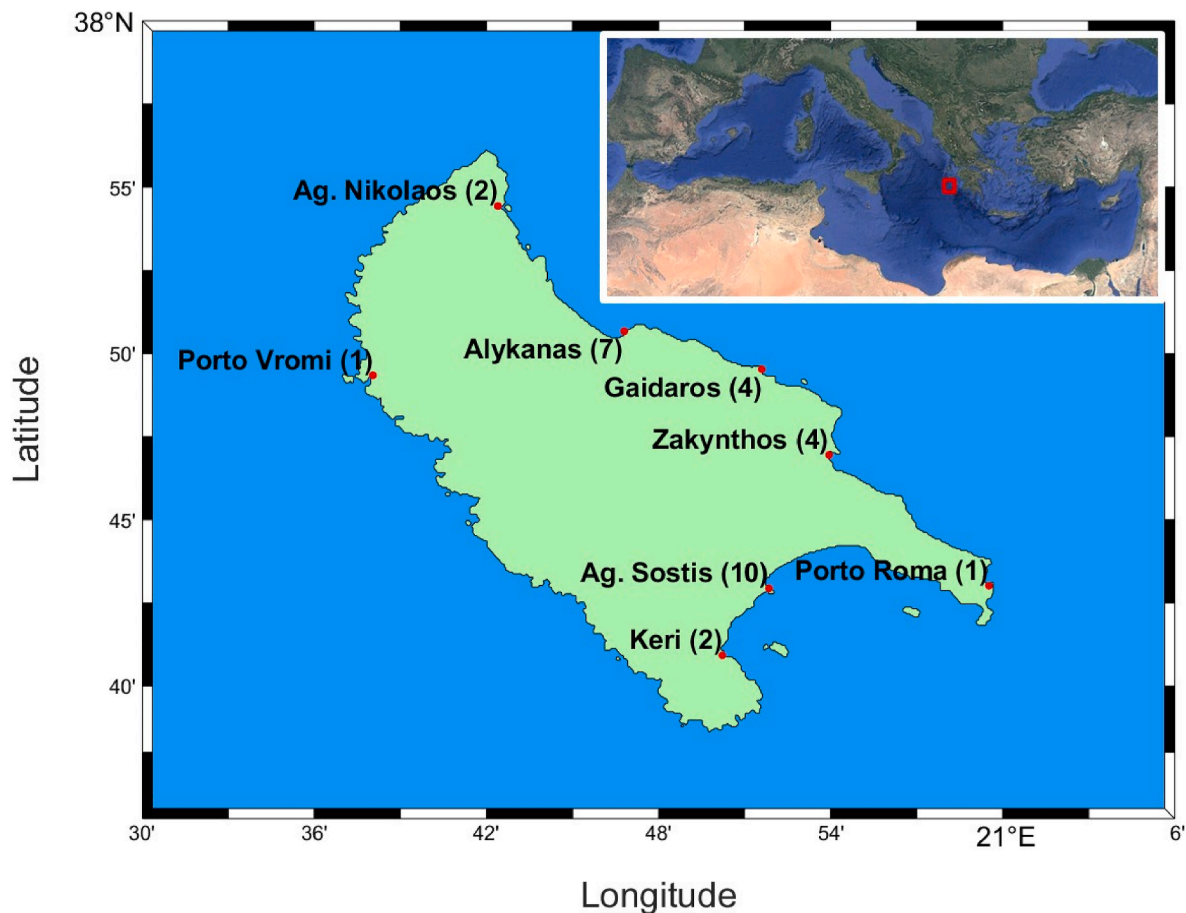 38°N
Ag. Nikolaos (2)
55'
Alykanas (7)
50'
Porto Vromi (1)
Gaidaros (4)
Zakynthos (4)
Latitude
45'
Ag. Sostis (10)
Porto Roma (1)
Keri (2)
40'
30'
36'
42'
48'
54'
21°E
6'
Longitude